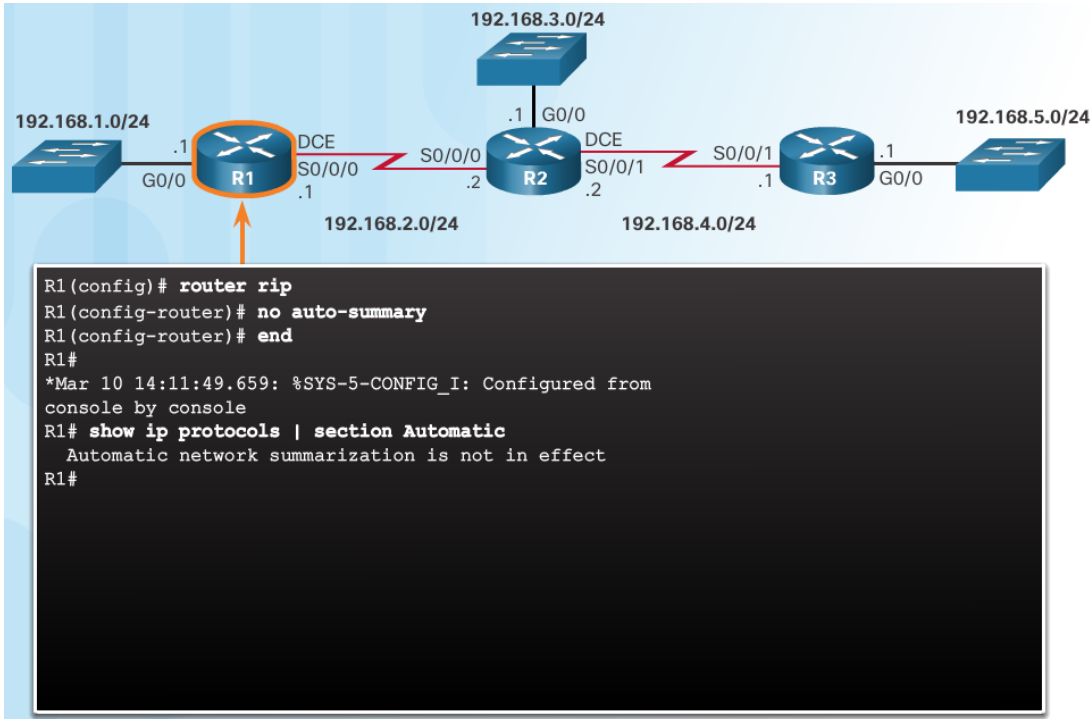 192.168.3.0/24
192.168.1.0/24
192.168.5.0/24
.1 G0/0
.1
G0/0
R1
DCE
S0/0/0
.1
S0/0/0
.2
R2
DCE
S0/0/1
.2
S0/0/1
.1
R3
.1
G0/0
192.168.2.0/24
192.168.4.0/24
R1(config)# router rip
R1(config-router)# no auto-summary
R1(config-router)# end
R1#
*Mar 10 14:11:49.659: %SYS-5-CONFIG_I: Configured from
console by console
R1# show ip protocols | section Automatic
Automatic network summarization is not in effect
R1#